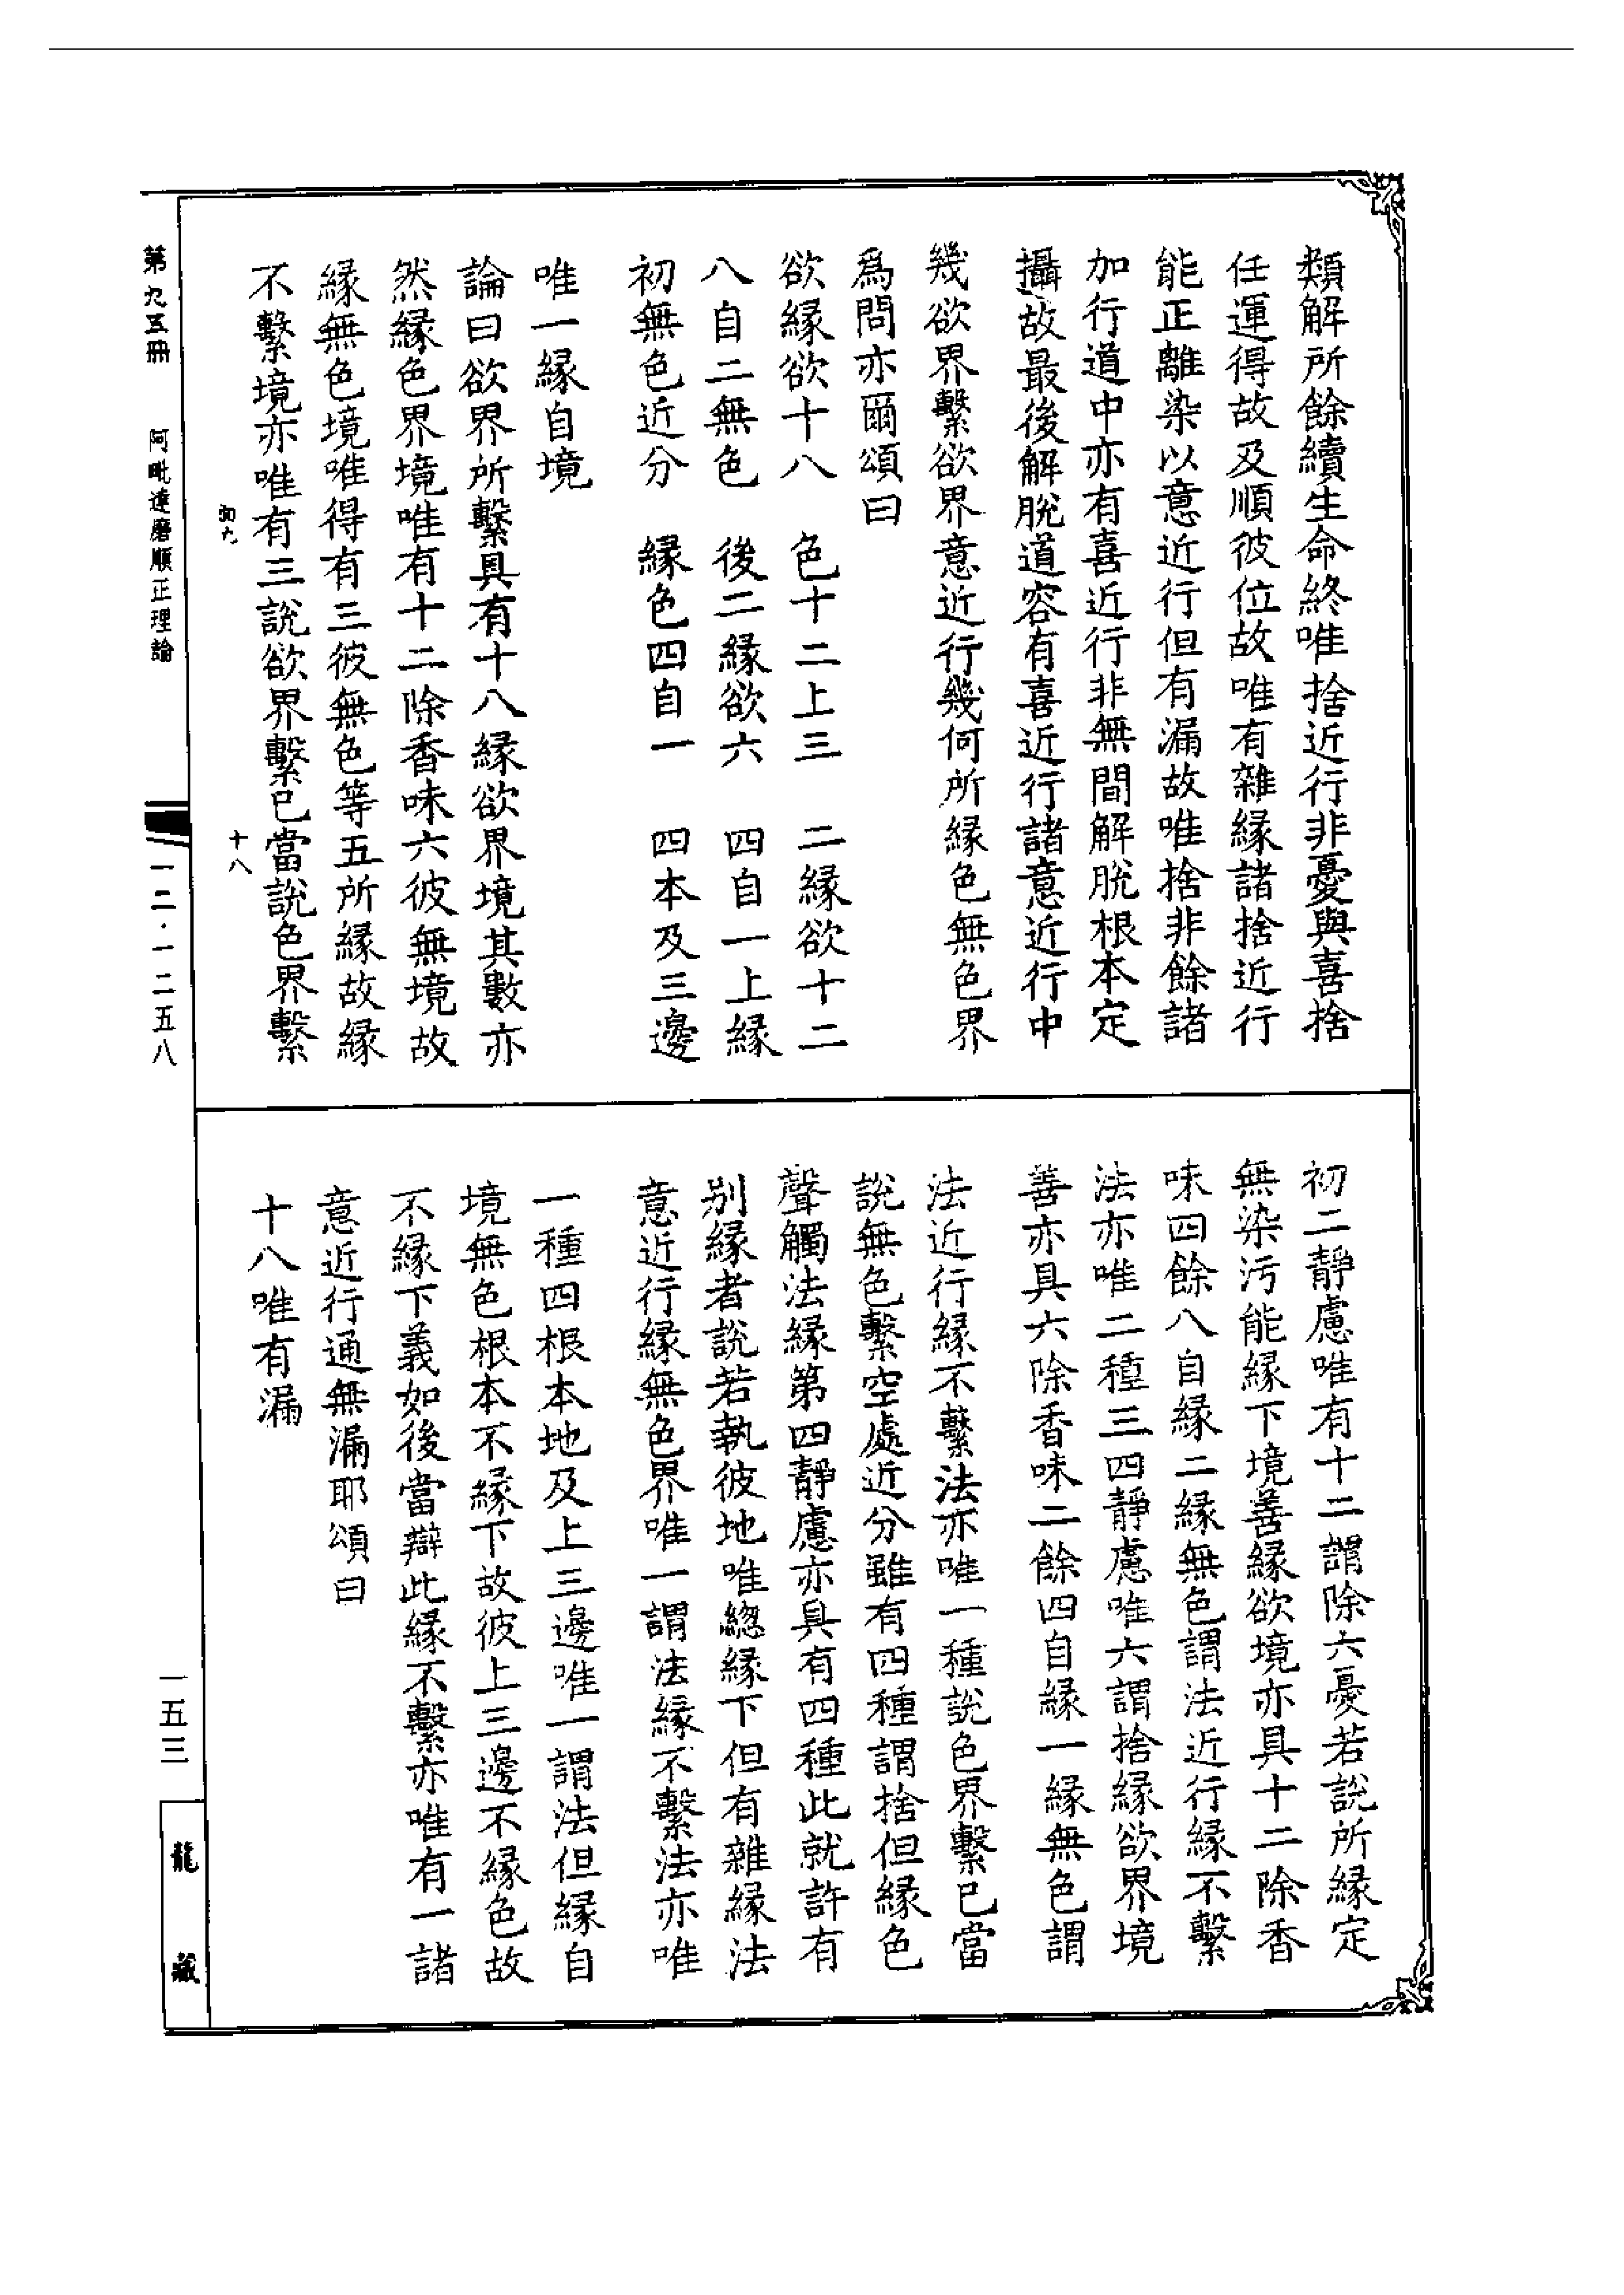 類解所餘續生命終唯捨近行非憂與喜捨
任運得故及順彼位故唯有雜緣諸捨近行
能正離染以意近行但有漏故唯捨非餘諸
加行道中亦有喜近行非無間解脫根本定
攝故最後解脫道容有喜近行諸意近行中
幾欲界繫欲界意近行幾何所緣色無色界
爲問亦爾頌曰
欲緣欲十八　色十二上三　二緣欲十二
八自二無色　後二緣欲六　四自一上緣
初無色近分　緣色四自一　四本及三邊
唯一緣自境
論曰欲界所繫具有十八緣欲界境其數亦
然緣色界境唯有十二除香味六彼無境故
緣無色境唯得有三彼無色等五所緣故緣
不繫境亦唯有三說欲界繫已當說色界繫
初二靜慮唯有十二謂除六憂若說所緣定
無染污能緣下境善緣欲境亦具十二除香
味四餘八自緣二緣無色謂法近行緣不繫
法亦唯二種三四靜慮唯六謂捨緣欲界境
善亦具六除香味二餘四自緣一緣無色謂
法近行緣不繫法亦唯一種說色界繫已當
說無色繫空處近分雖有四種謂捨但緣色
聲觸法緣第四靜慮亦具有四種此就許有
別緣者說若執彼地唯緫緣下但有雜緣法
意近行緣無色界唯一謂法緣不繫法亦唯
一種四根本地及上三邊唯一謂法但緣自
境無色根本不緣下故彼上三邊不緣色故
不緣下義如後當辯此緣不繫亦唯有一諸
意近行通無漏耶頌曰
十八唯有漏
十八
第九五冊　阿毗達磨順正理論
一二·一二五八
一五三
龍藏